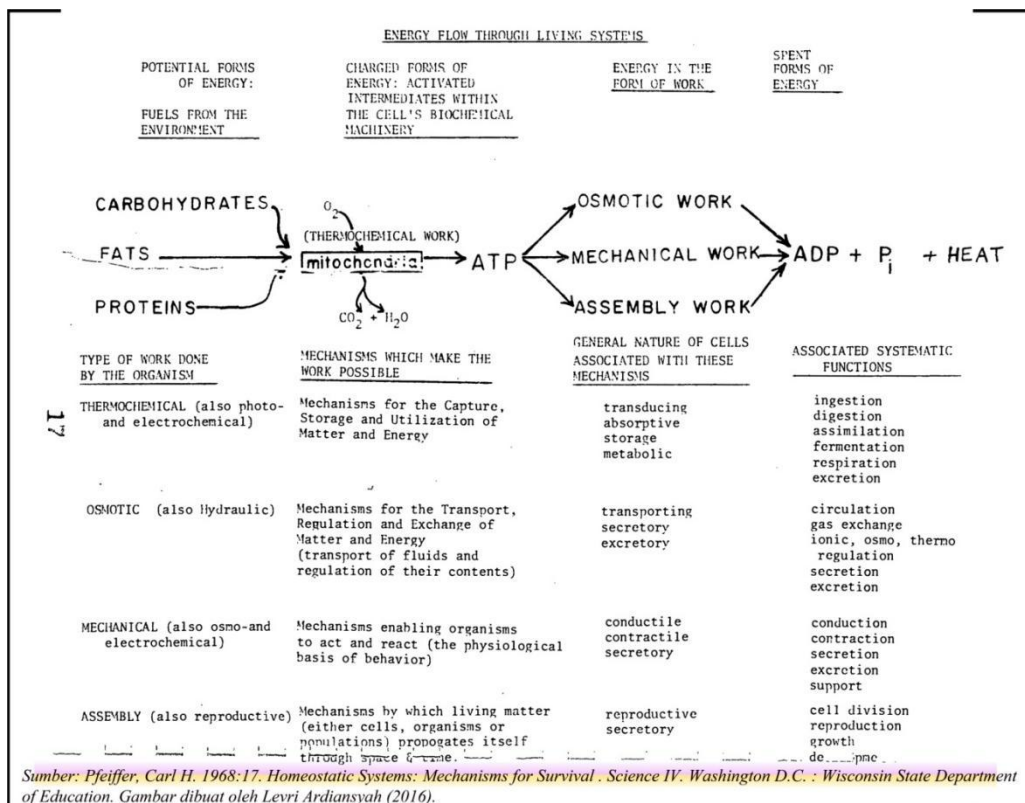 ENERGY FLOW THROUGH LIVING SYSTEMS
POTENTIAL FORMS
OF ENERGY:
FUELS FROM THE
ENVIRONMENT
CHARGED FORMS OF
ENERGY: ACTIVATED
INTERMEDIATES WITHIN
THE CELL'S BIOCHEMICAL
MACHINERY
ENERGY IN THE
FORM OF WORK
SPENT
FORMS OF
ENERGY
CARBOHYDRATES
FATS
PROTEINS
O2
(THERMOCHEMICAL WORK)
mitochondria
CO2 + H2O
ATP
OSMOTIC WORK
MECHANICAL WORK
ASSEMBLY WORK
ADP + Pi + HEAT
TYPE OF WORK DONE
BY THE ORGANISM
MECHANISMS WHICH MAKE THE
WORK POSSIBLE
GENERAL NATURE OF CELLS
ASSOCIATED WITH THESE
MECHANISMS
ASSOCIATED SYSTEMATIC
FUNCTIONS
THERMOCHEMICAL (also photo-
and electrochemical)
Mechanisms for the Capture,
Storage and Utilization of
Matter and Energy
transducing
absorptive
storage
metabolic
ingestion
digestion
assimilation
fermentation
respiration
excretion
17
OSMOTIC (also Hydraulic)
Mechanisms for the Transport,
Regulation and Exchange of
Matter and Energy
(transport of fluids and
regulation of their contents)
transporting
secretory
excretory
circulation
gas exchange
ionic, osmo, thermo
regulation
secretion
excretion
MECHANICAL (also osmo-and
electrochemical)
Mechanisms enabling organisms
to act and react (the physiological
basis of behavior)
conductile
contractile
secretory
conduction
contraction
secretion
excretion
support
ASSEMBLY (also reproductive)
Mechanisms by which living matter
(either cells, organisms or
populations) propogates itself
through space & time.
reproductive
secretory
cell division
reproduction
growth
Sumber: Pfeiffer, Carl H. 1968:17. Homeostatic Systems: Mechanisms for Survival . Science IV. Washington D.C. : Wisconsin State Department
of Education. Gambar dibuat oleh Levri Ardiansyah (2016).